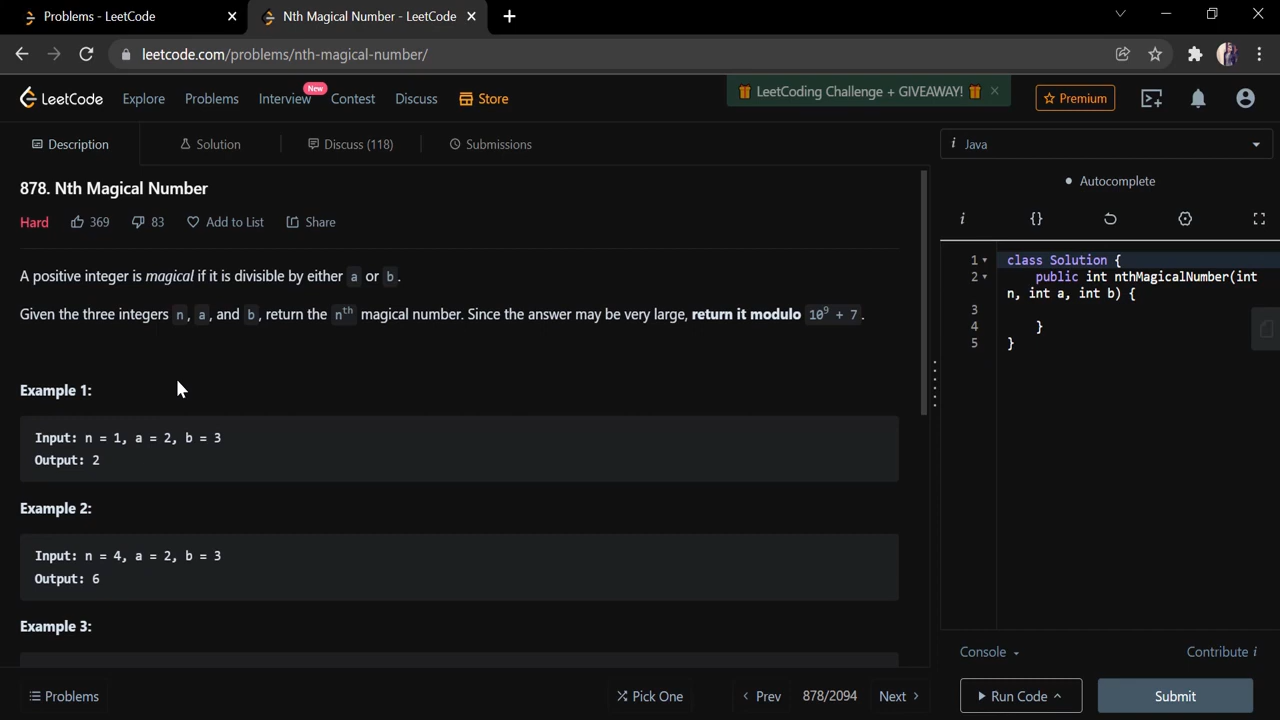 Problems - LeetCode
Nth Magical Number - LeetCode
leetcode.com/problems/nth-magical-number/
LeetCode
Explore
Problems
Interview
New
Contest
Discuss
Store
LeetCoding Challenge + GIVEAWAY!
Premium
Description
Solution
Discuss (118)
Submissions
Java
Autocomplete
878. Nth Magical Number
Hard
369
83
Add to List
Share
A positive integer is magical if it is divisible by either a or b.
Given the three integers n, a, and b, return the nth magical number. Since the answer may be very large, return it modulo 10⁹ + 7.
Example 1:
Input: n = 1, a = 2, b = 3
Output: 2
Example 2:
Input: n = 4, a = 2, b = 3
Output: 6
Example 3:
1 class Solution {
2 public int nthMagicalNumber(int
n, int a, int b) {
3
4 }
5 }
Console
Contribute i
Problems
Pick One
Prev
878/2094
Next
Run Code
Submit